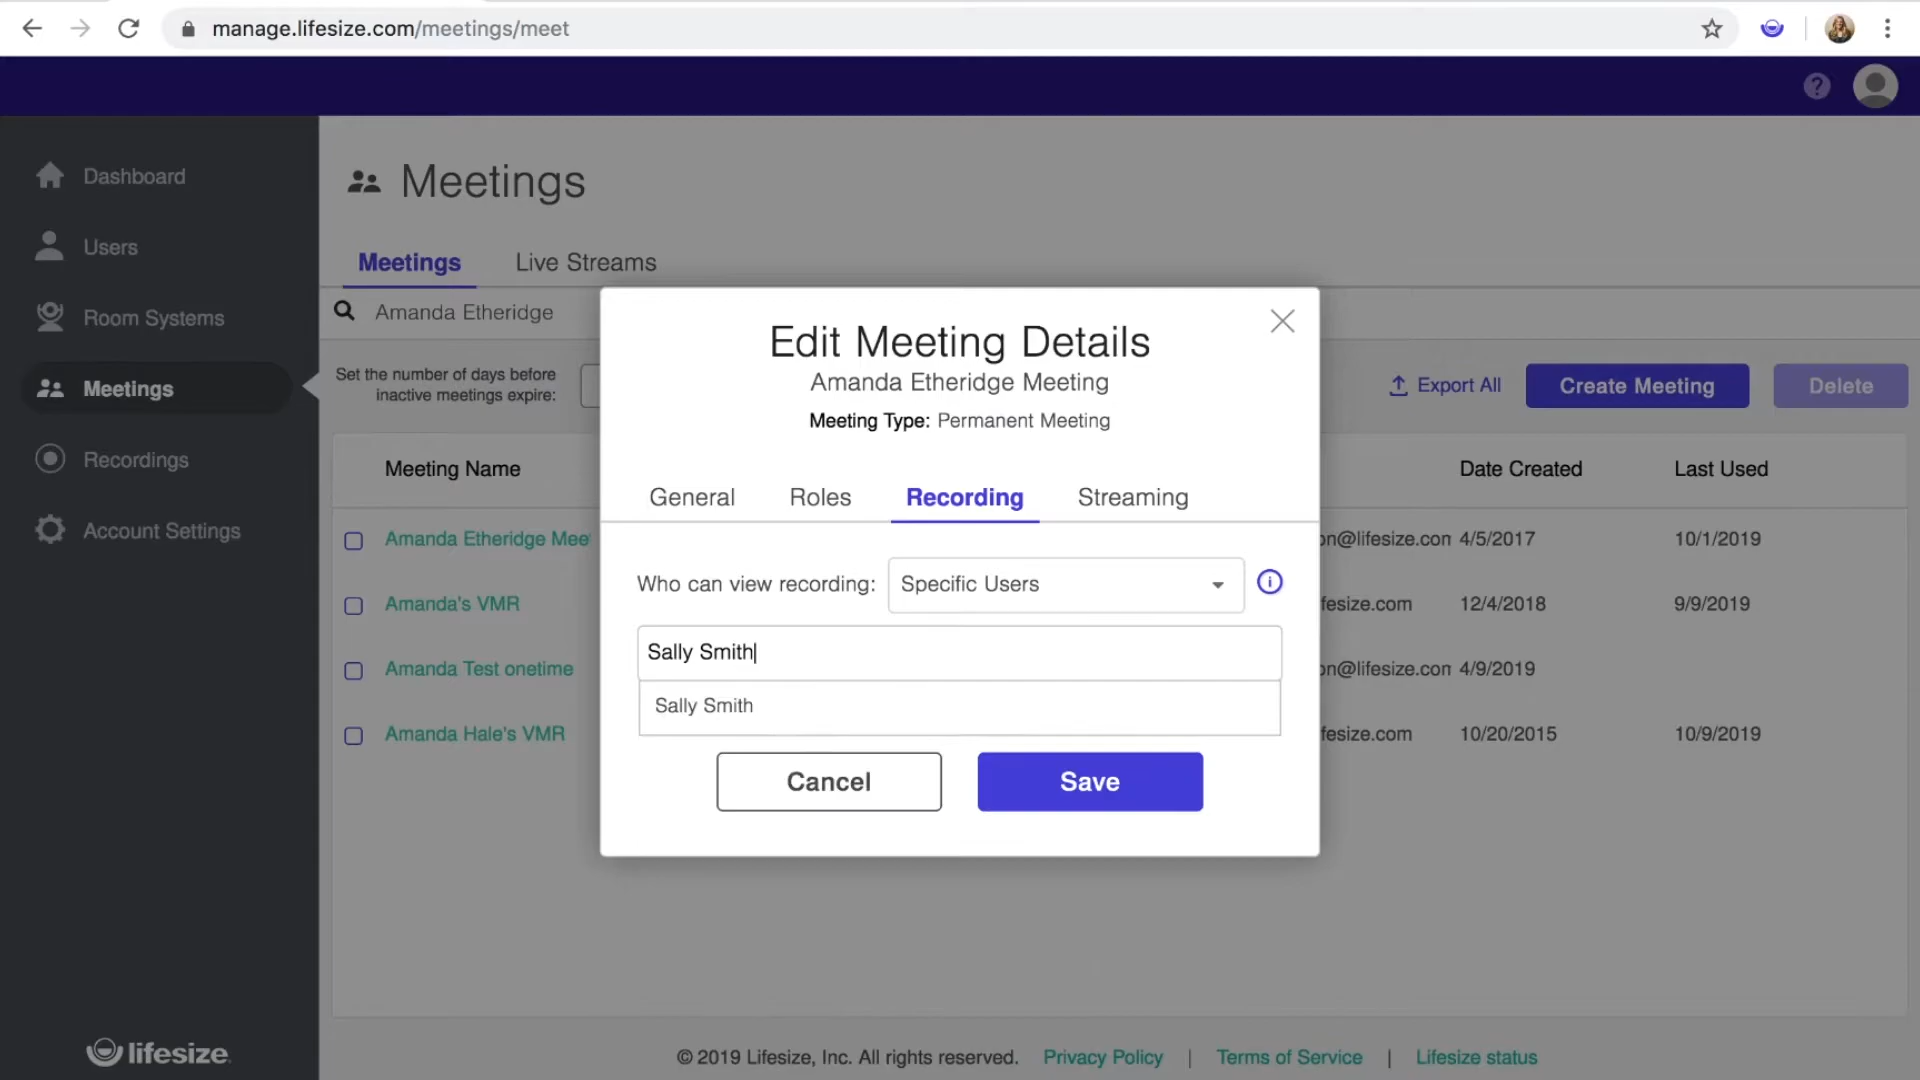 manage.lifesize.com/meetings/meet
?
Dashboard
Users
Room Systems
Meetings
Recordings
Account Settings
lifesize
Meetings
Meetings Live Streams
Amanda Etheridge
Set the number of days before
inactive meetings expire:
Export All
Create Meeting
Delete
Meeting Name
Date Created
Last Used
Amanda Etheridge Mee
on@lifesize.com 4/5/2017 10/1/2019
Amanda's VMR
fesize.com 12/4/2018 9/9/2019
Amanda Test onetime
on@lifesize.com 4/9/2019
Amanda Hale's VMR
fesize.com 10/20/2015 10/9/2019
Edit Meeting Details
Amanda Etheridge Meeting
Meeting Type: Permanent Meeting
General Roles Recording Streaming
Who can view recording: Specific Users
i
Sally Smith
Sally Smith
Cancel
Save
© 2019 Lifesize, Inc. All rights reserved. Privacy Policy | Terms of Service | Lifesize status